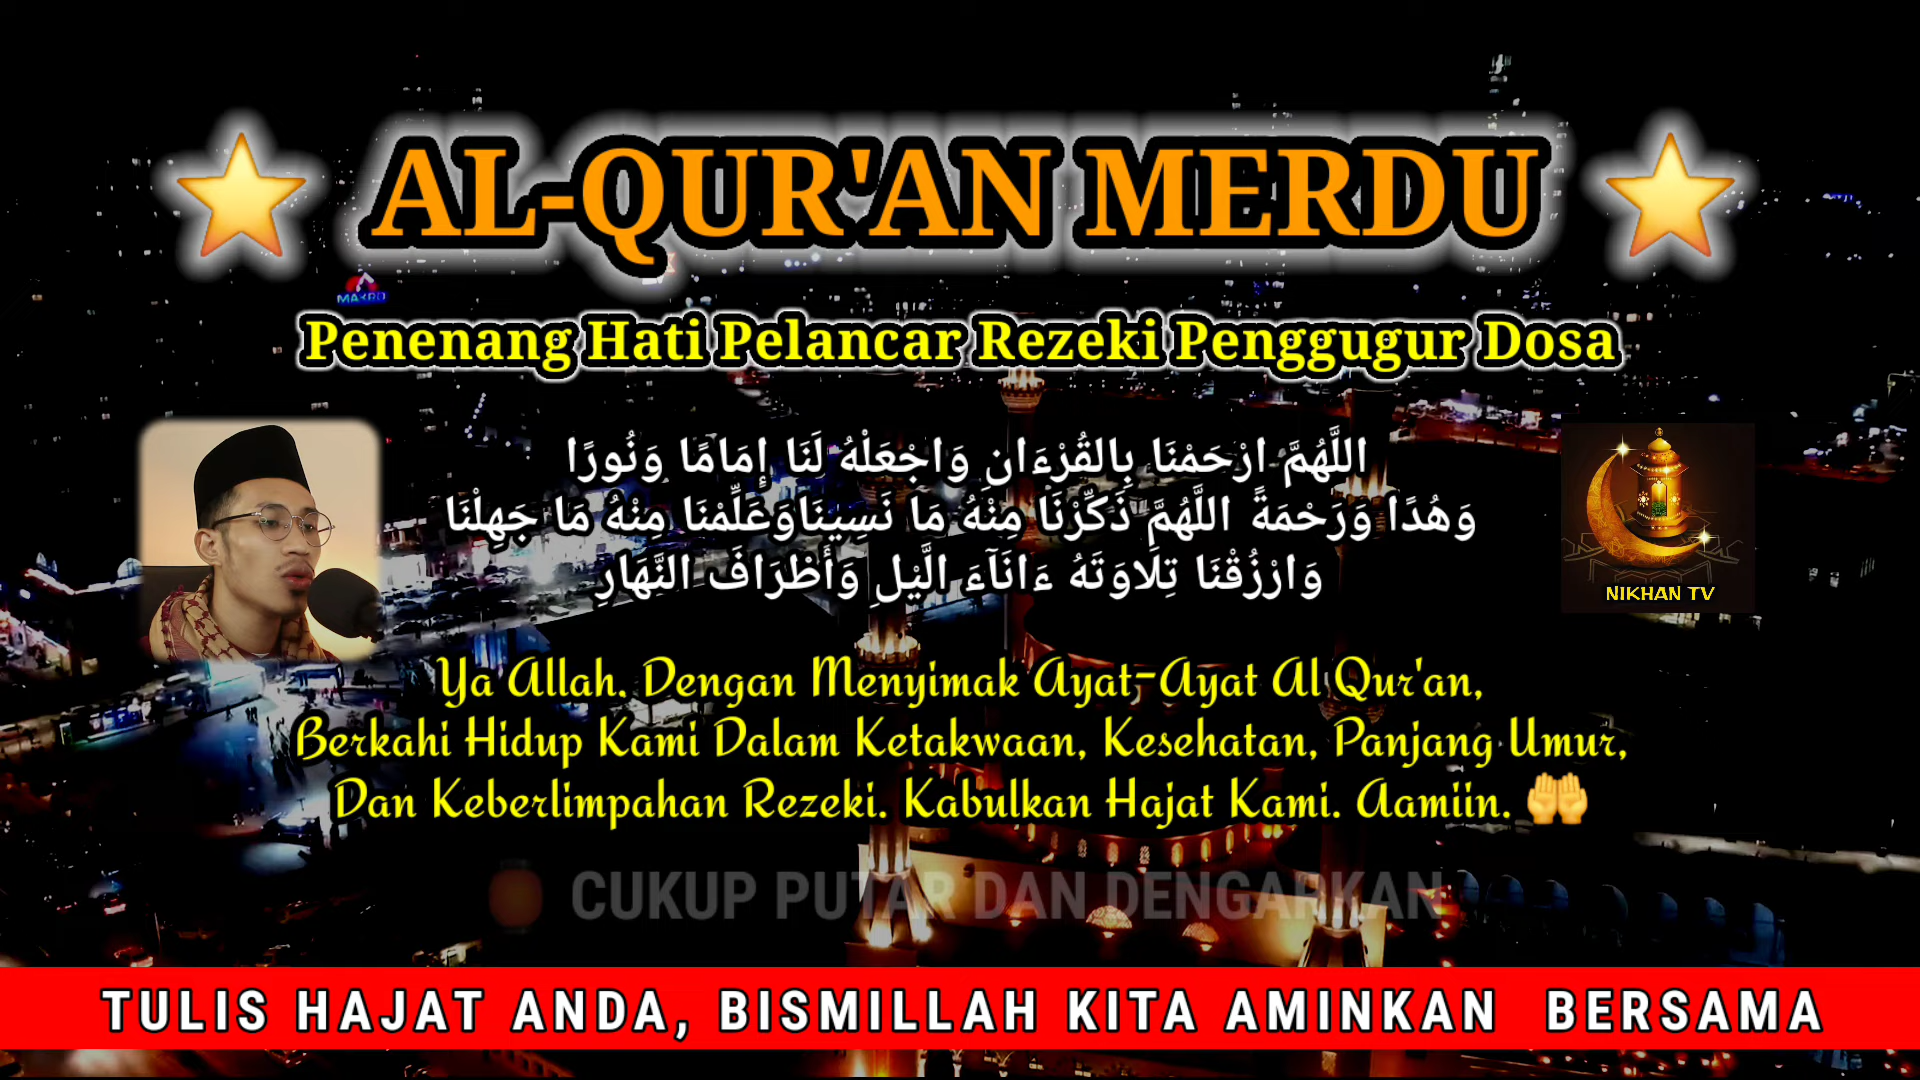 AL-QUR'AN MERDU
Penenang Hati Pelancar Rezeki Penggugur Dosa
اللَّهُمَّ ارْحَمْنَا بِالقُرْءَانِ وَاجْعَلْهُ لَنَا إِمَامًا وَنُورًا
وَهُدًا وَرَحْمَةً اللَّهُمَّ ذَكِّرْنَا مِنْهُ مَا نَسِينَاوَعَلِّمْنَا مِنْهُ مَا جَهِلْنَا
وَارْزُقْنَا تِلَاوَتَهُ ءَانَآءَ الَّيْلِ وَأَطْرَافَ النَّهَارِ
NIKHAN TV
Ya Allah. Dengan Menyimak Ayat-Ayat Al Qur'an,
Berkahi Hidup Kami Dalam Ketakwaan, Kesehatan, Panjang Umur,
Dan Keberlimpahan Rezeki. Kabulkan Hajat Kami. Aamiin. 🤲
CUKUP PUTAR DAN DENGARKAN
TULIS HAJAT ANDA, BISMILLAH KITA AMINKAN BERSAMA
MAKRO